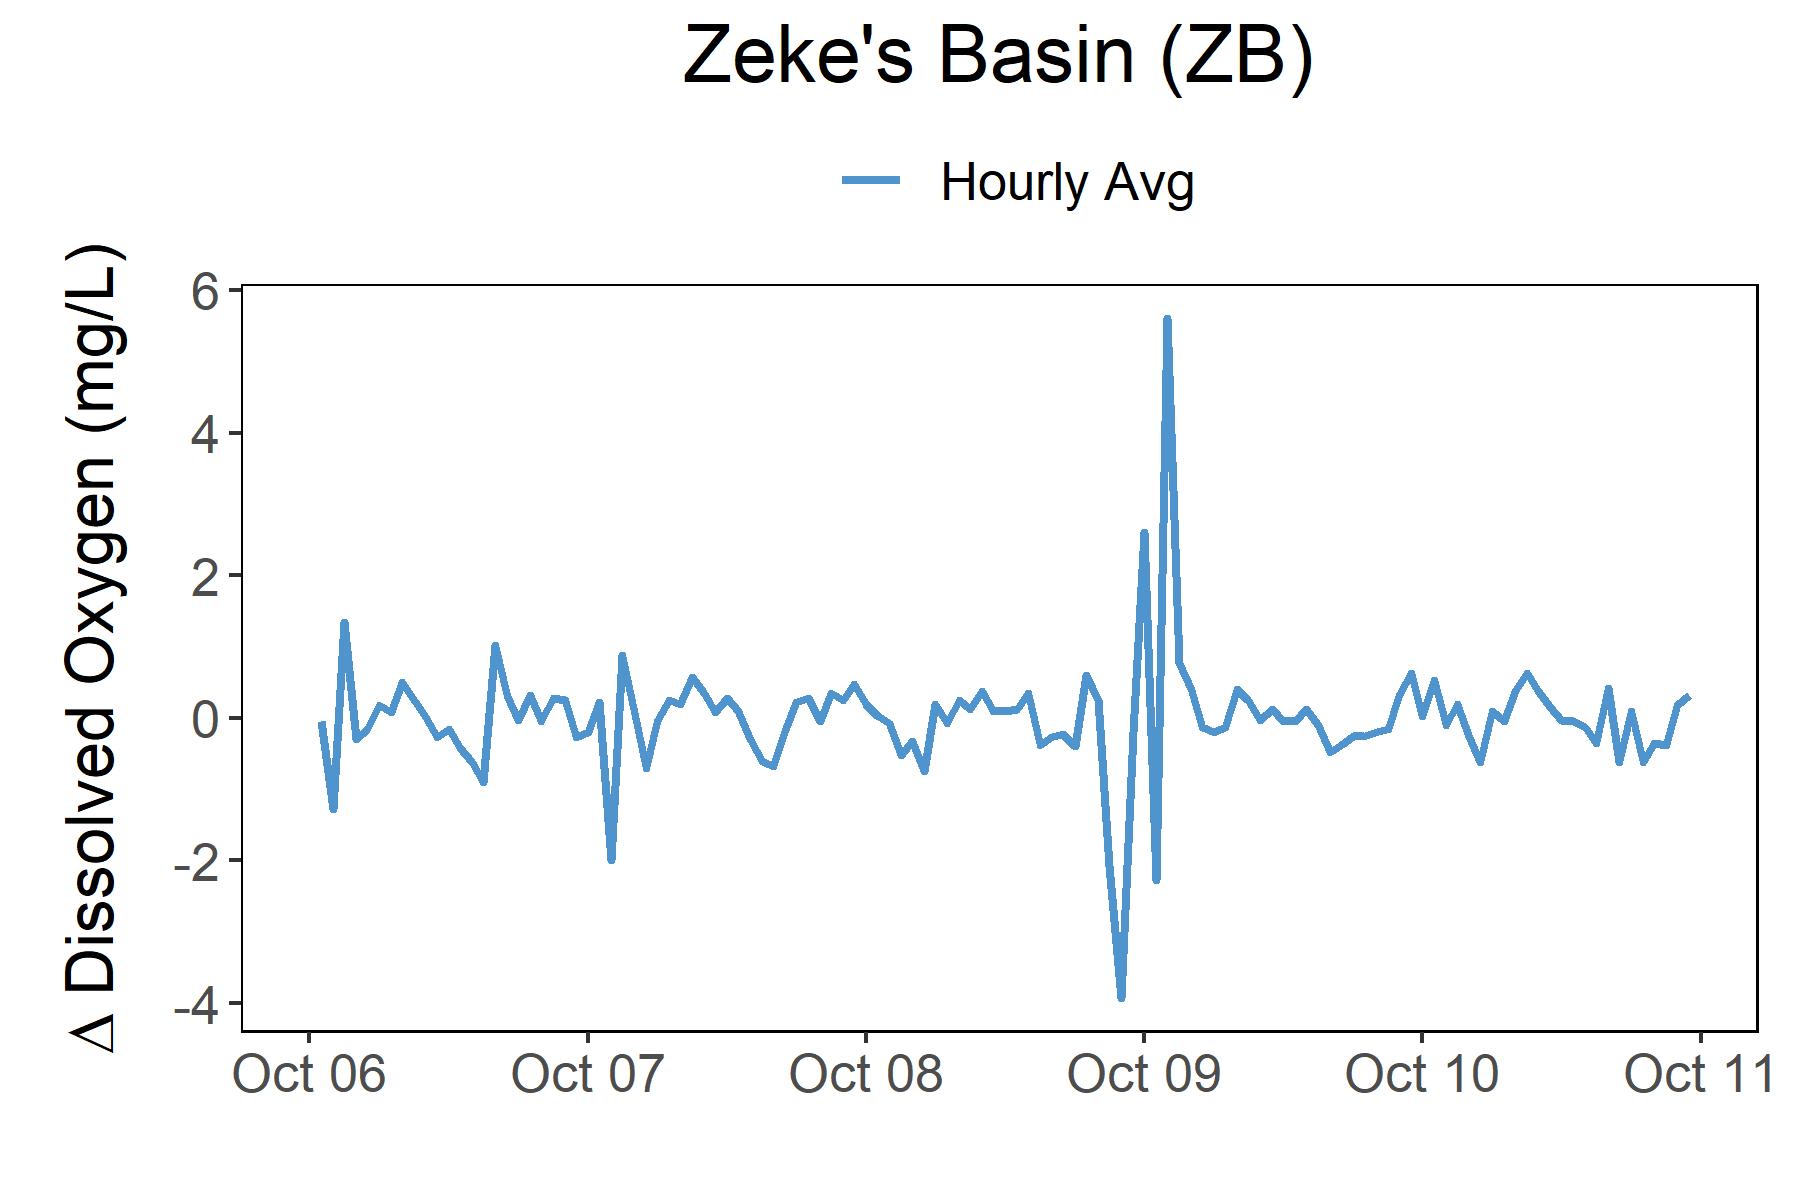 Zeke's Basin (ZB)
Hourly Avg
Δ Dissolved Oxygen (mg/L)
6
4
2
0
-2
-4
Oct 06 Oct 07 Oct 08 Oct 09 Oct 10 Oct 11